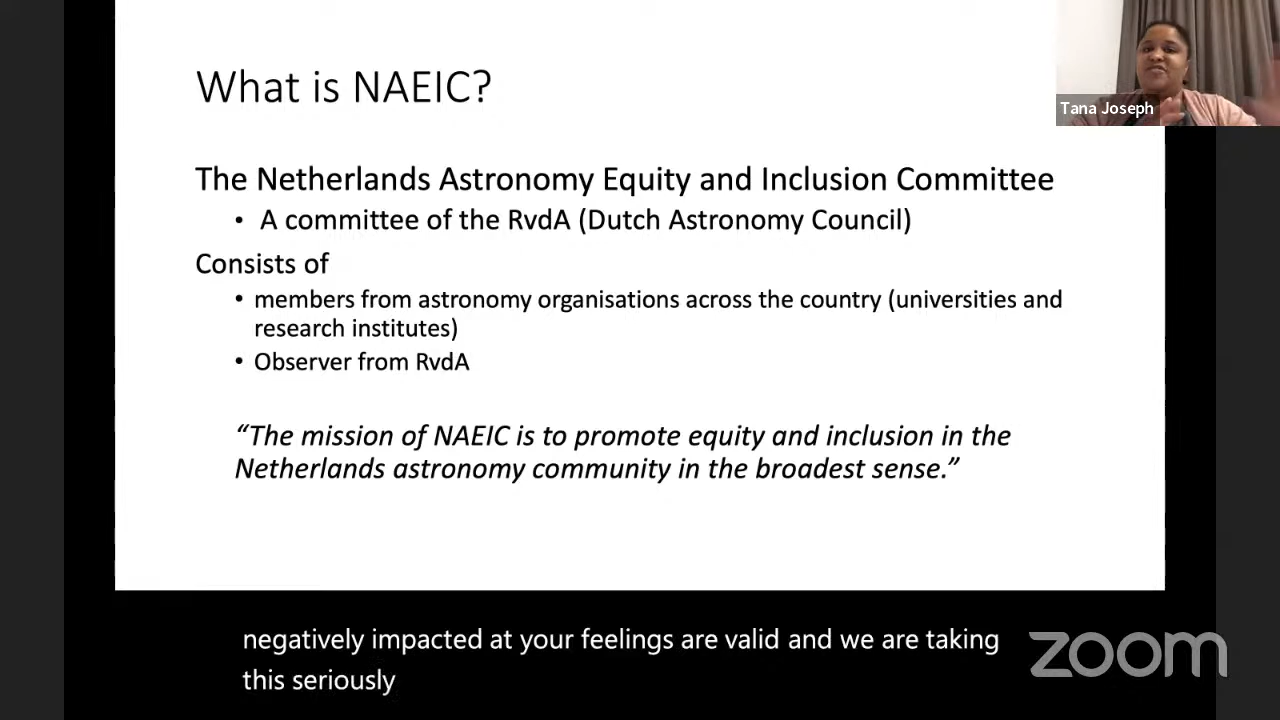 What is NAEIC?
Tana Joseph
The Netherlands Astronomy Equity and Inclusion Committee
• A committee of the RvdA (Dutch Astronomy Council)
Consists of
• members from astronomy organisations across the country (universities and
research institutes)
• Observer from RvdA
“The mission of NAEIC is to promote equity and inclusion in the
Netherlands astronomy community in the broadest sense.”
negatively impacted at your feelings are valid and we are taking
this seriously
zoom